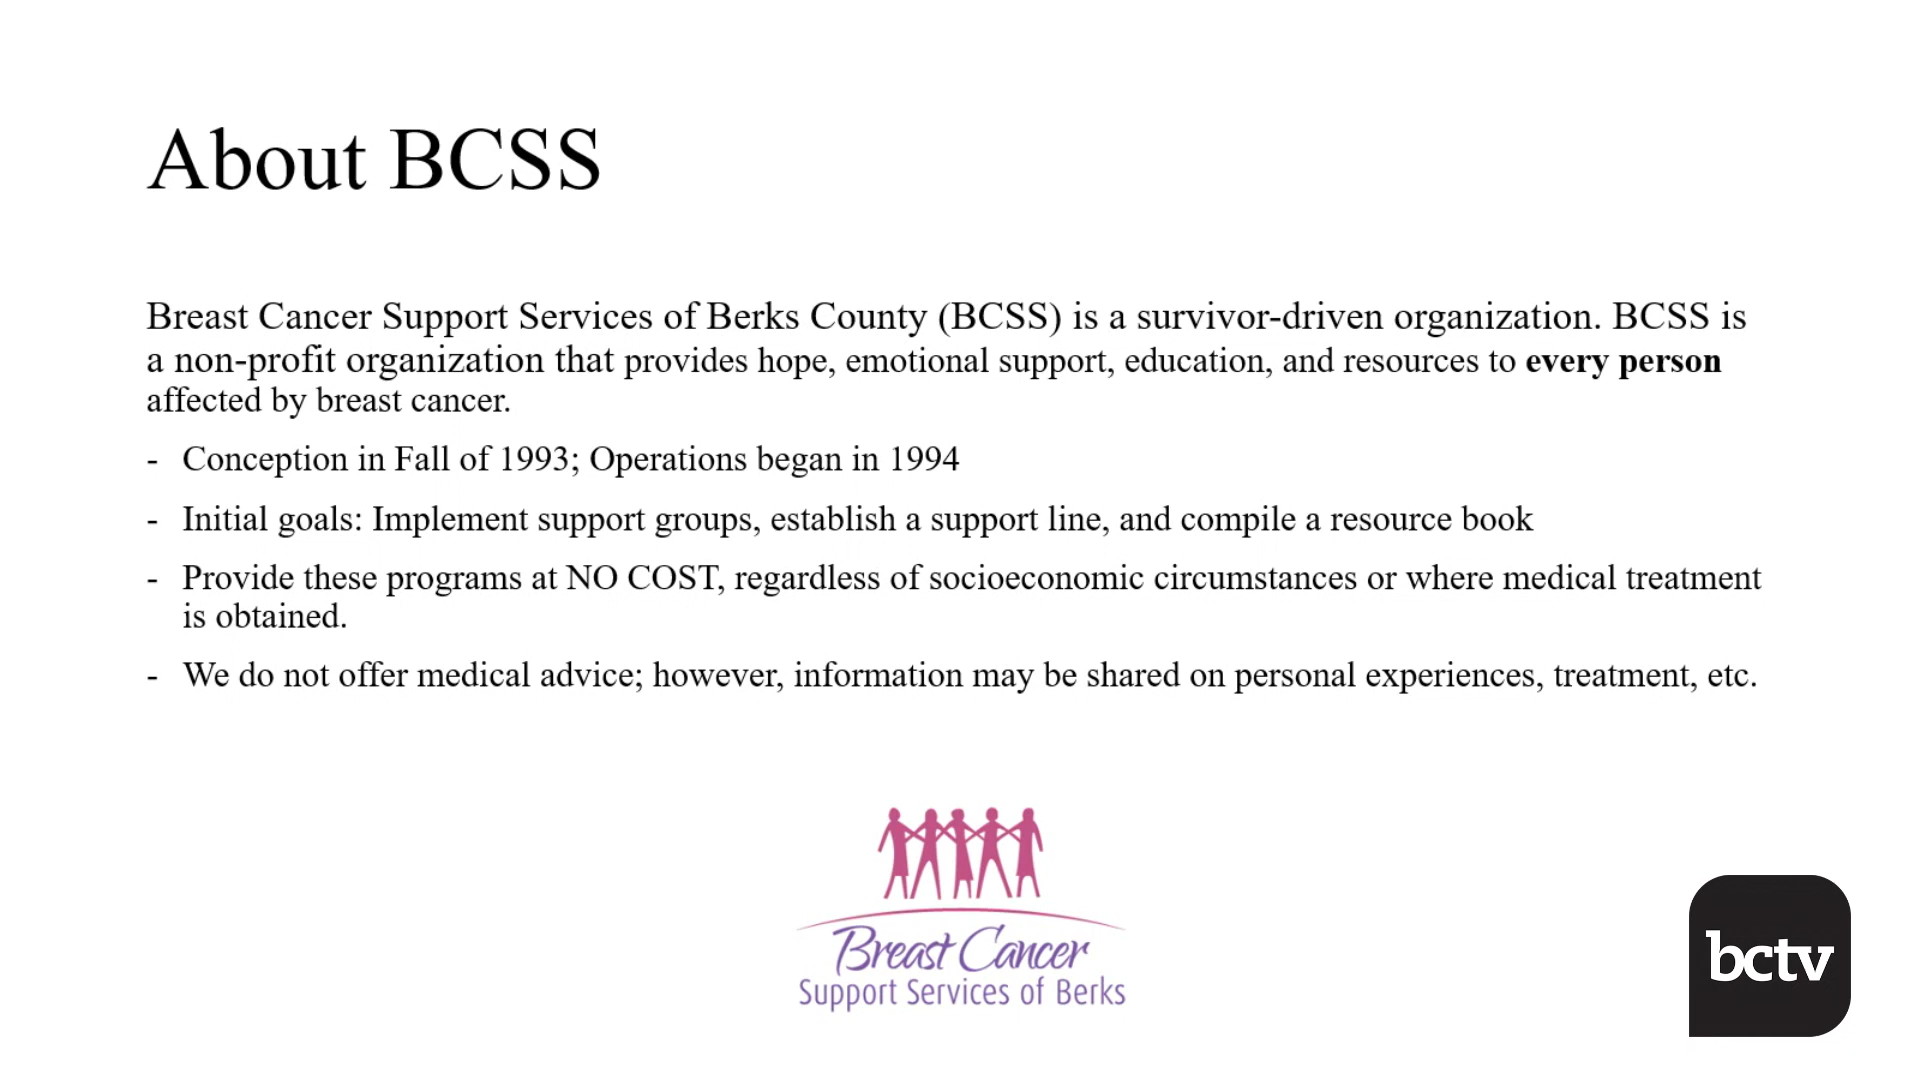 About BCSS
Breast Cancer Support Services of Berks County (BCSS) is a survivor-driven organization. BCSS is
a non-profit organization that provides hope, emotional support, education, and resources to every person
affected by breast cancer.
- Conception in Fall of 1993; Operations began in 1994
- Initial goals: Implement support groups, establish a support line, and compile a resource book
- Provide these programs at NO COST, regardless of socioeconomic circumstances or where medical treatment
is obtained.
- We do not offer medical advice; however, information may be shared on personal experiences, treatment, etc.
Breast Cancer
Support Services of Berks
bctv